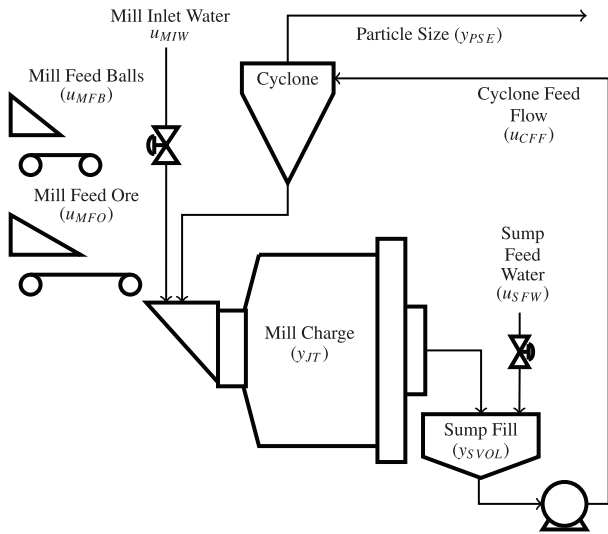 Mill Inlet Water
u_MIW
Particle Size (y_PSE)
Mill Feed Balls
(u_MFB)
Cyclone
Cyclone Feed
Flow
(u_CFF)
Mill Feed Ore
(u_MFO)
Sump
Feed
Water
(u_SFW)
Mill Charge
(y_JT)
Sump Fill
(y_SVOL)